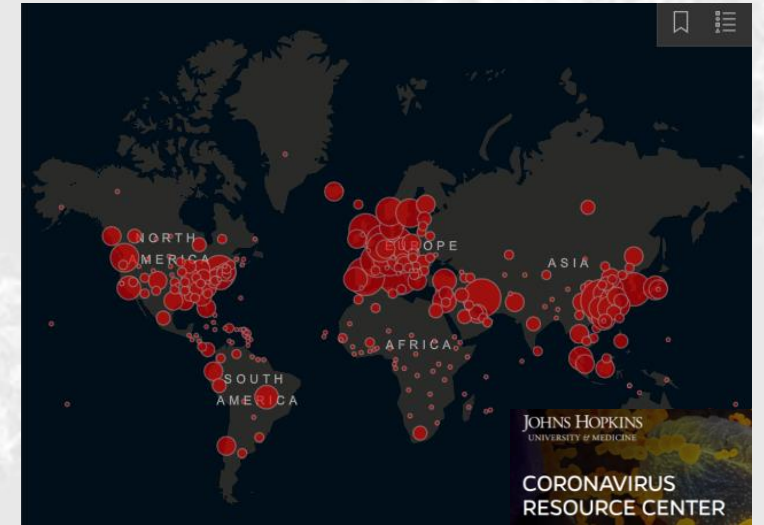 NORTH
AMERICA
EUROPE
ASIA
AFRICA
SOUTH
AMERICA
JOHNS HOPKINS
UNIVERSITY & MEDICINE
CORONAVIRUS
RESOURCE CENTER